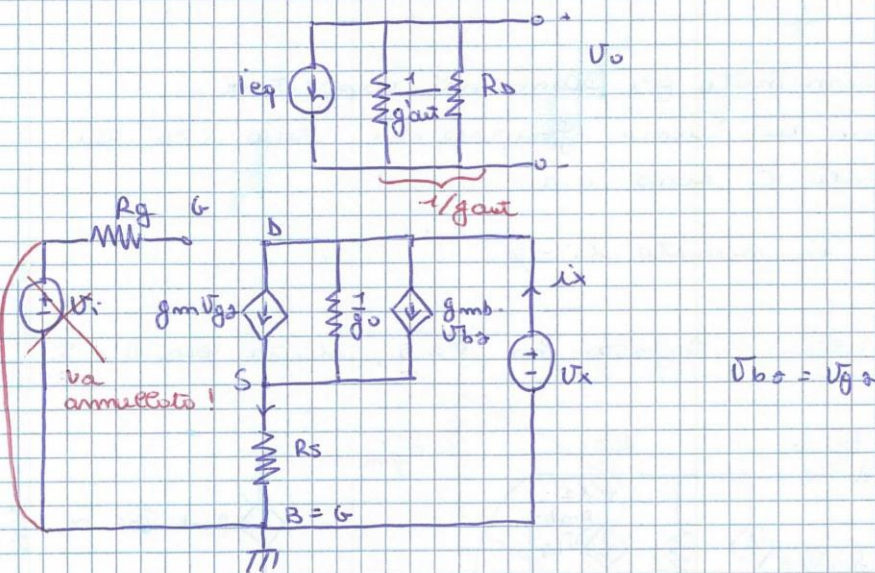 +
ieq
1/g'out
RD
vo
-
1/gout
Rg
G
D
ix
+
-
vi
gm vgs
1/go
gmb·
vbs
+
-
vx
vbs = vgs
va
annullato!
S
RS
B = G